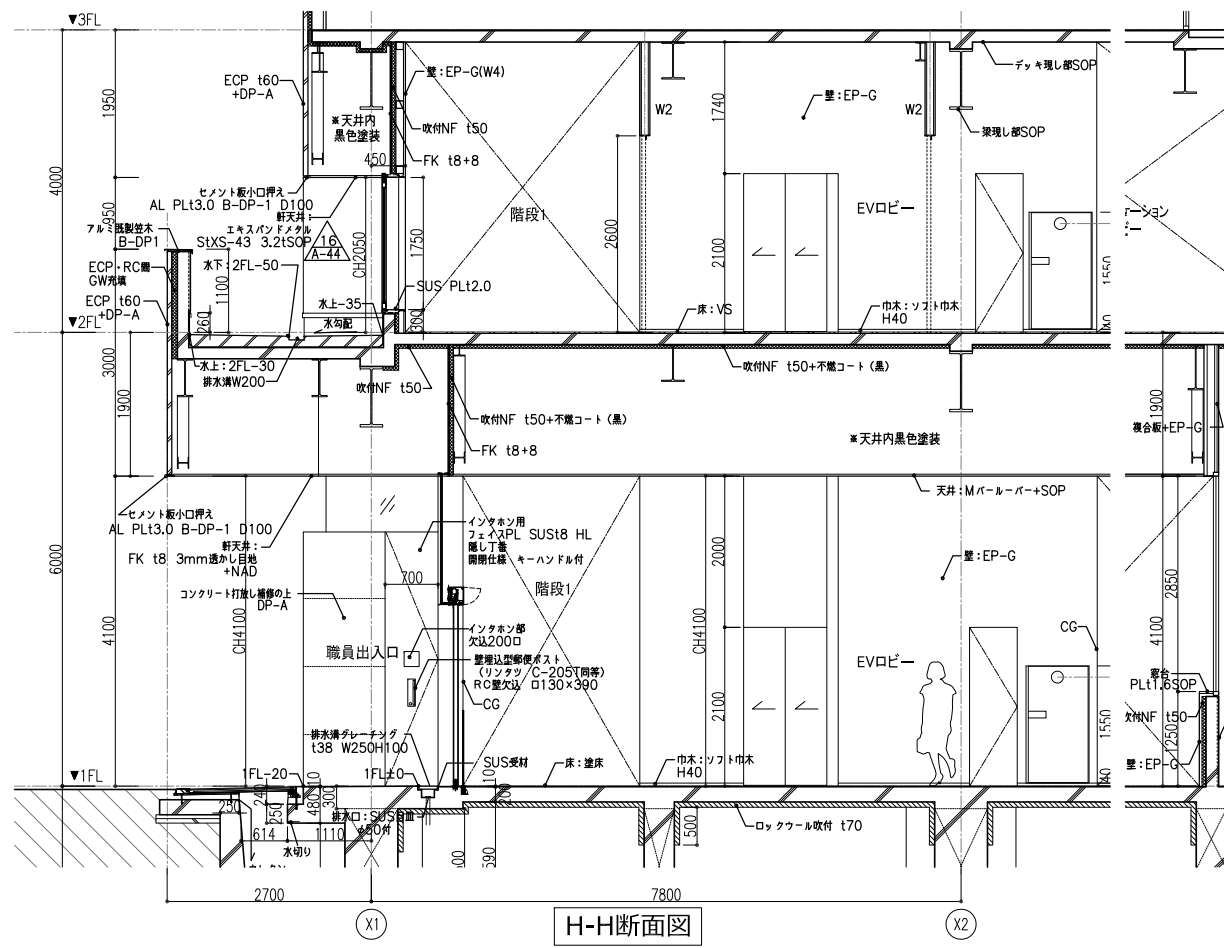 ▼3FL
ECP t60
+DP-A
※天井内
黒色塗装
壁：EP-G(W4)
吹付NF t50
FK t8+8
450
W2
1740
壁：EP-G
W2
デッキ現し部SOP
梁現し部SOP
1950
4000
950
セメント板小口押え
AL PLt3.0 B-DP-1 D100
軒天井：
エキスパンドメタル
StXS-43 3.2tSOP
16
A-44
アルミ既製笠木
B-DP1
ECP・RC間
GW充填
水下：2FL-50
CH2050
1750
SUS PLt2.0
1100
水上-35
水勾配
260
300
階段1
2600
2100
EVロビー
床：VS
巾木：ソフト巾木
H40
1550
ECP t60
+DP-A
▼2FL
水上：2FL-30
排水溝W200
3000
1900
吹付NF t50
吹付NF t50+不燃コート（黒）
吹付NF t50+不燃コート（黒）
FK t8+8
※天井内黒色塗装
1900
複合板+EP-G
天井：Mバールーバー+SOP
セメント板小口押え
AL PLt3.0 B-DP-1 D100
軒天井：
FK t8 3mm透かし目地
+NAD
インタホン用
フェイスPL SUSt8 HL
隠し丁番
開閉仕様 キーハンドル付
700
6000
4100
CH4100
コンクリート打放し補修の上
DP-A
職員出入口
インタホン部
欠込200ロ
壁埋込型郵便ポスト
（リンタツ C-205T同等）
RC壁欠込 ロ130×390
CG
階段1
CH4100
2000
2100
壁：EP-G
EVロビー
CG
2850
4100
窓台
PLt1.6SOP
1550
1250
壁：EP-G
排水溝グレーチング
t38 W250H100
SUS受材
床：塗床
巾木：ソフト巾木
H40
▼1FL
1FL-20
1FL±0
240
250
480
300
250
614
1110
水切り
φ50付
ロックウール吹付 t70
500
690
2700
7800
X1
H-H断面図
X2